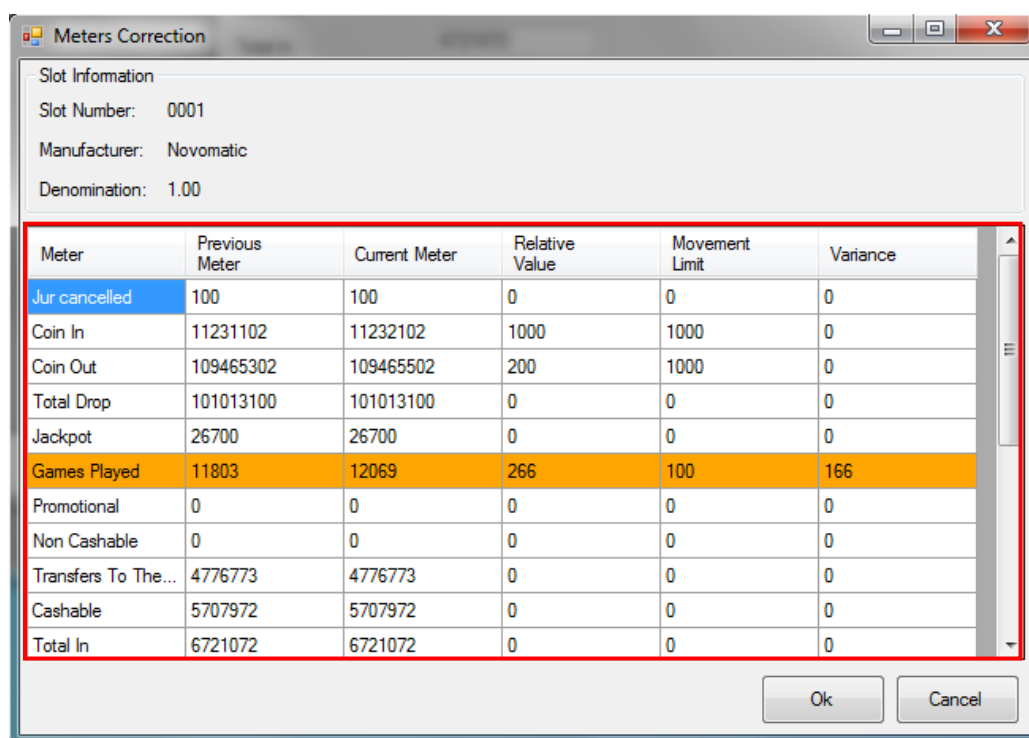 Meters Correction
Slot Information
Slot Number: 0001
Manufacturer: Novomatic
Denomination: 1.00
Meter Previous Meter Current Meter Relative Value Movement Limit Variance
Jur cancelled 100 100 0 0 0
Coin In 11231102 11232102 1000 1000 0
Coin Out 109465302 109465502 200 1000 0
Total Drop 101013100 101013100 0 0 0
Jackpot 26700 26700 0 0 0
Games Played 11803 12069 266 100 166
Promotional 0 0 0 0 0
Non Cashable 0 0 0 0 0
Transfers To The... 4776773 4776773 0 0 0
Cashable 5707972 5707972 0 0 0
Total In 6721072 6721072 0 0 0
Ok Cancel